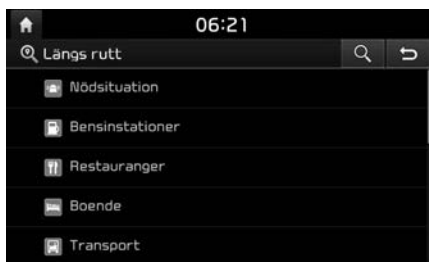 06:21
Längs rutt
Nödsituation
Bensinstationer
Restauranger
Boende
Transport